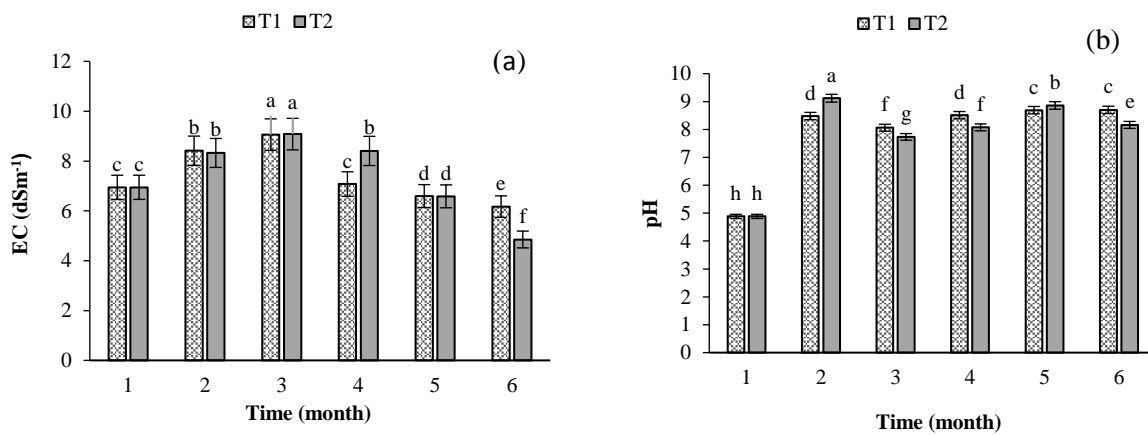 T1 T2
(a)
12
10
8
6
4
2
0
EC (dSm-1)
c c b b a a c b d d e f
1 2 3 4 5 6
Time (month)
T1 T2
(b)
10
9
8
7
6
5
4
3
2
1
0
pH
h h d a f g d f c b c e
1 2 3 4 5 6
Time (month)